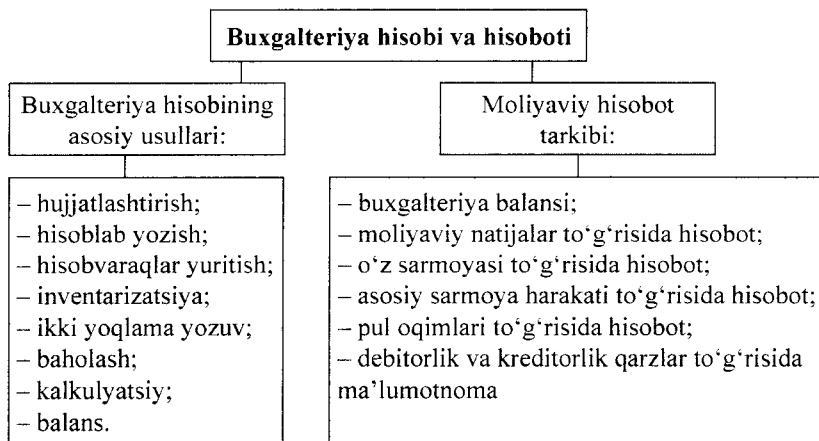 Buxgalteriya hisobi va hisoboti
Buxgalteriya hisobining
asosiy usullari:
– hujjatlashtirish;
– hisoblab yozish;
– hisobvaraqlar yuritish;
– inventarizatsiya;
– ikki yoqlama yozuv;
– baholash;
– kalkulyatsiy;
– balans.
Moliyaviy hisobot
tarkibi:
– buxgalteriya balansi;
– moliyaviy natijalar to‘g‘risida hisobot;
– o‘z sarmoyasi to‘g‘risida hisobot;
– asosiy sarmoya harakati to‘g‘risida hisobot;
– pul oqimlari to‘g‘risida hisobot;
– debitorlik va kreditorlik qarzlar to‘g‘risida
ma’lumotnoma